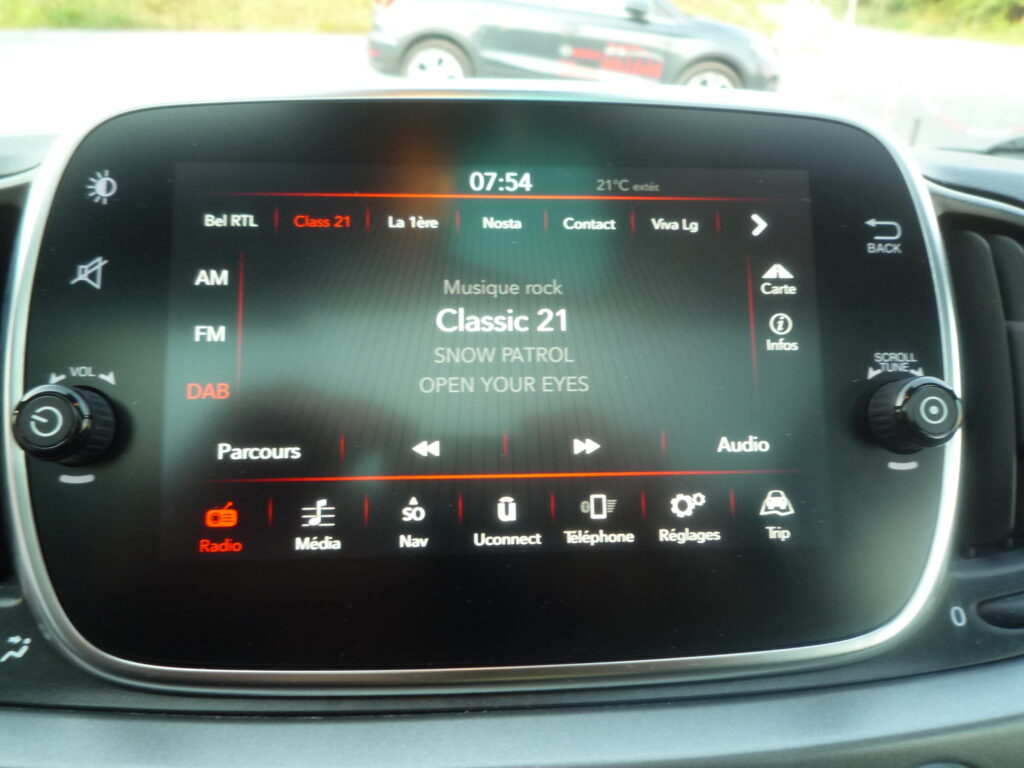 07:54 21°C extér.
Bel RTL Class 21 La 1ère Nosta Contact Viva Lg
BACK
AM
Musique rock
Carte
Classic 21
FM
Infos
SNOW PATROL
SCROLL
TUNE
VOL
OPEN YOUR EYES
DAB
Parcours Audio
SO
Radio Média Nav Uconnect Téléphone Réglages Trip
0